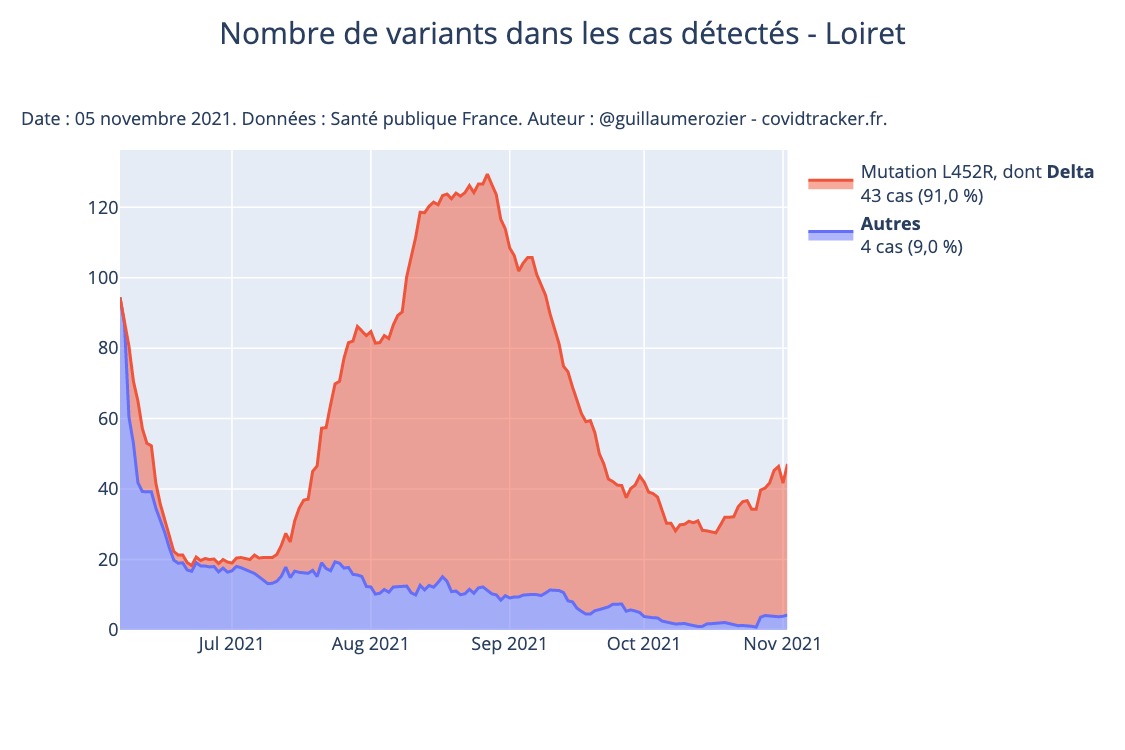 Nombre de variants dans les cas détectés - Loiret
Date : 05 novembre 2021. Données : Santé publique France. Auteur : @guillaumerozier - covidtracker.fr.
Mutation L452R, dont Delta
43 cas (91,0 %)
Autres
4 cas (9,0 %)
120
100
80
60
40
20
0
Jul 2021
Aug 2021
Sep 2021
Oct 2021
Nov 2021